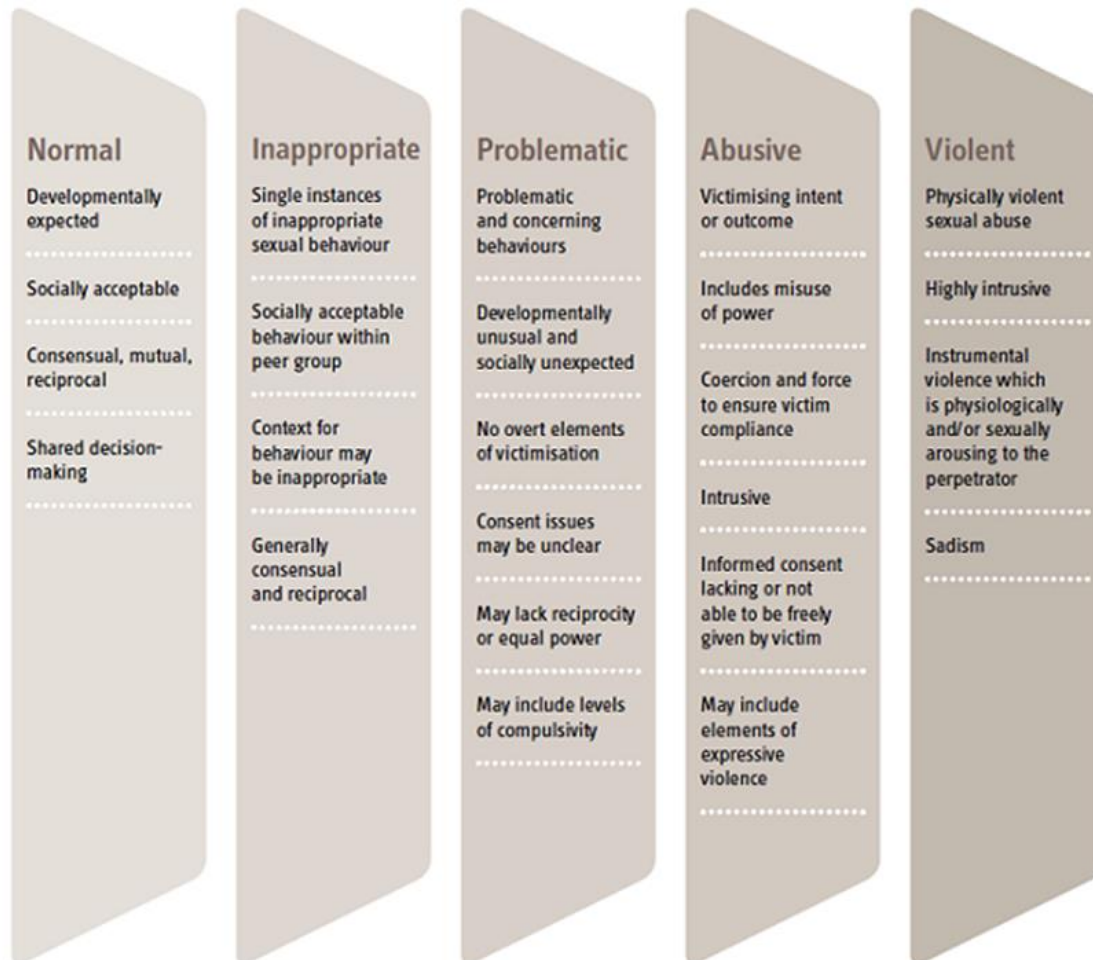 Normal
Developmentally
expected
Socially acceptable
Consensual, mutual,
reciprocal
Shared decision-
making
Inappropriate
Single instances
of inappropriate
sexual behaviour
Socially acceptable
behaviour within
peer group
Context for
behaviour may
be inappropriate
Generally
consensual
and reciprocal
Problematic
Problematic
and concerning
behaviours
Developmentally
unusual and
socially unexpected
No overt elements
of victimisation
Consent issues
may be unclear
May lack reciprocity
or equal power
May include levels
of compulsivity
Abusive
Victimising intent
or outcome
Includes misuse
of power
Coercion and force
to ensure victim
compliance
Intrusive
Informed consent
lacking or not
able to be freely
given by victim
May include
elements of
expressive
violence
Violent
Physically violent
sexual abuse
Highly intrusive
Instrumental
violence which
is physiologically
and/or sexually
arousing to the
perpetrator
Sadism